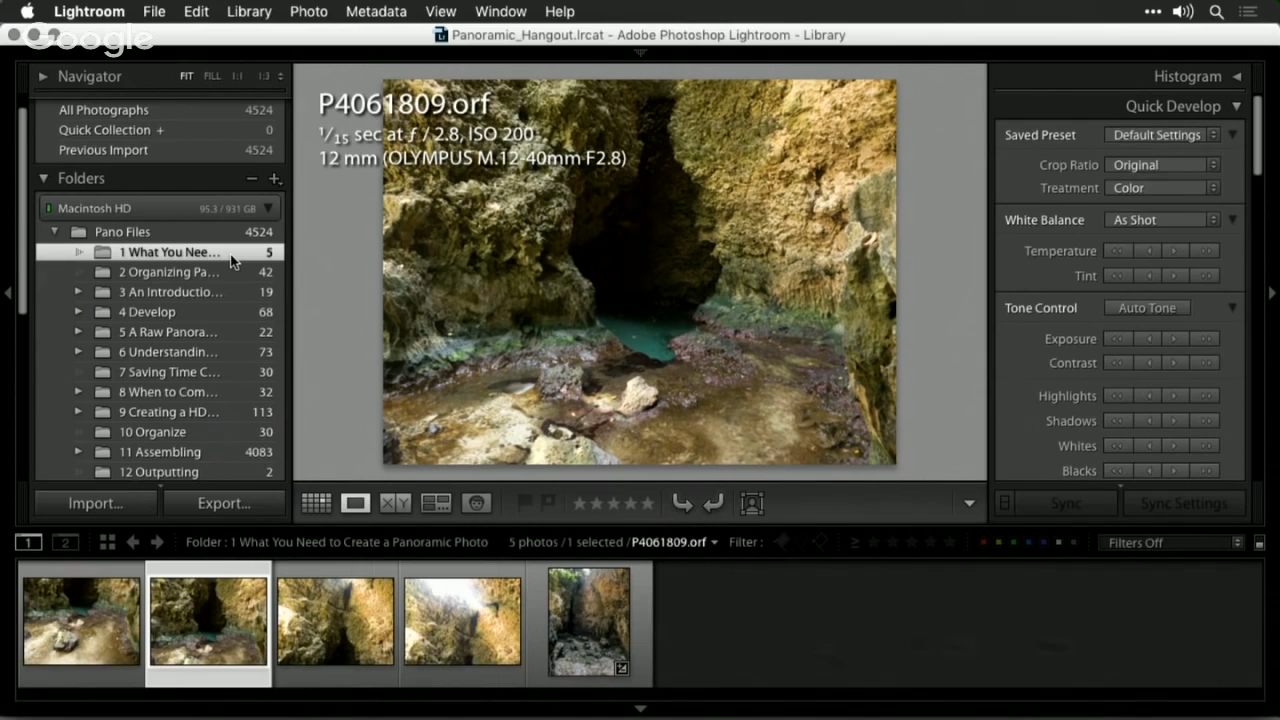 Lightroom File Edit Library Photo Metadata View Window Help
Google
Panoramic_Hangout.lrcat - Adobe Photoshop Lightroom - Library
Navigator FIT FILL 1:1 1:3
All Photographs 4524
Quick Collection + 0
Previous Import 4524
Folders
Macintosh HD 95.3 / 931 GB
Pano Files 4524
1 What You Nee... 5
2 Organizing Pa... 42
3 An Introductio... 19
4 Develop 68
5 A Raw Panora... 22
6 Understandin... 73
7 Saving Time C... 30
8 When to Com... 32
9 Creating a HD... 113
10 Organize 30
11 Assembling 4083
12 Outputting 2
Import... Export...
P4061809.orf
1/15 sec at ƒ / 2.8, ISO 200
12 mm (OLYMPUS M.12-40mm F2.8)
X Y
Histogram
Quick Develop
Saved Preset Default Settings
Crop Ratio Original
Treatment Color
White Balance As Shot
Temperature
Tint
Tone Control Auto Tone
Exposure
Contrast
Highlights
Shadows
Whites
Blacks
Sync Sync Settings
1 2 Folder : 1 What You Need to Create a Panoramic Photo 5 photos / 1 selected / P4061809.orf Filter : Filters Off